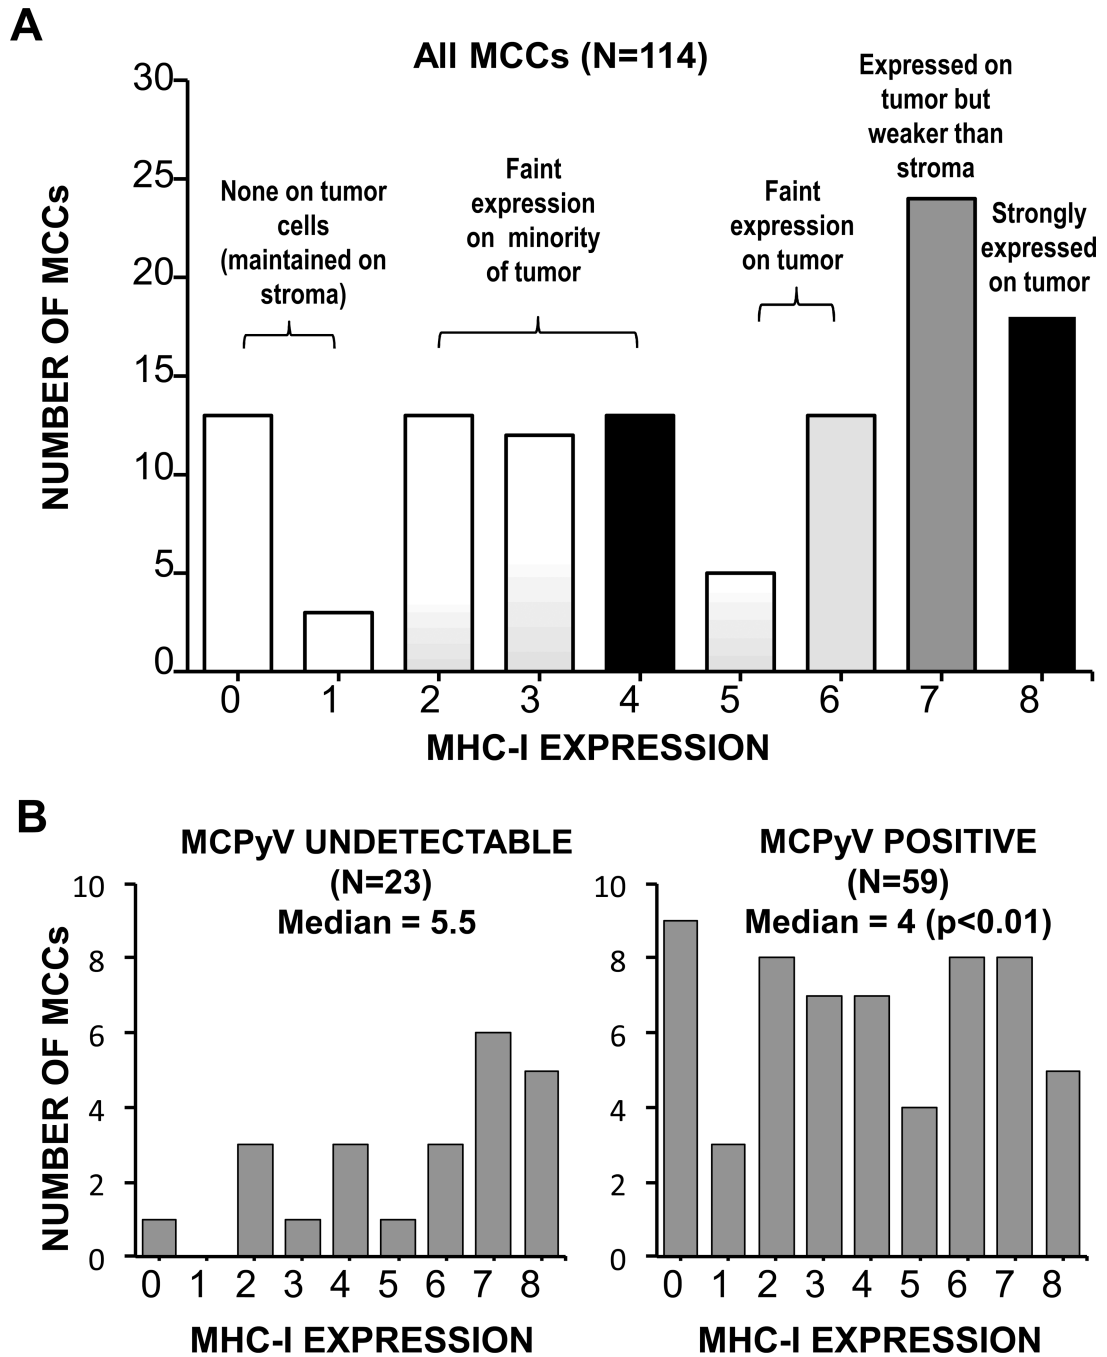 A
All MCCs (N=114)
Expressed on
tumor but
weaker than
stroma
Faint
expression
on minority
of tumor
None on tumor
cells
(maintained on
stroma)
Faint
expression
on tumor
Strongly
expressed
on tumor
NUMBER OF MCCs
30
25
20
15
10
5
0
0 1 2 3 4 5 6 7 8
MHC-I EXPRESSION
B
MCPyV UNDETECTABLE
(N=23)
Median = 5.5
NUMBER OF MCCs
10
8
6
4
2
0
0 1 2 3 4 5 6 7 8
MHC-I EXPRESSION
MCPyV POSITIVE
(N=59)
Median = 4 (p<0.01)
10
8
6
4
2
0
0 1 2 3 4 5 6 7 8
MHC-I EXPRESSION